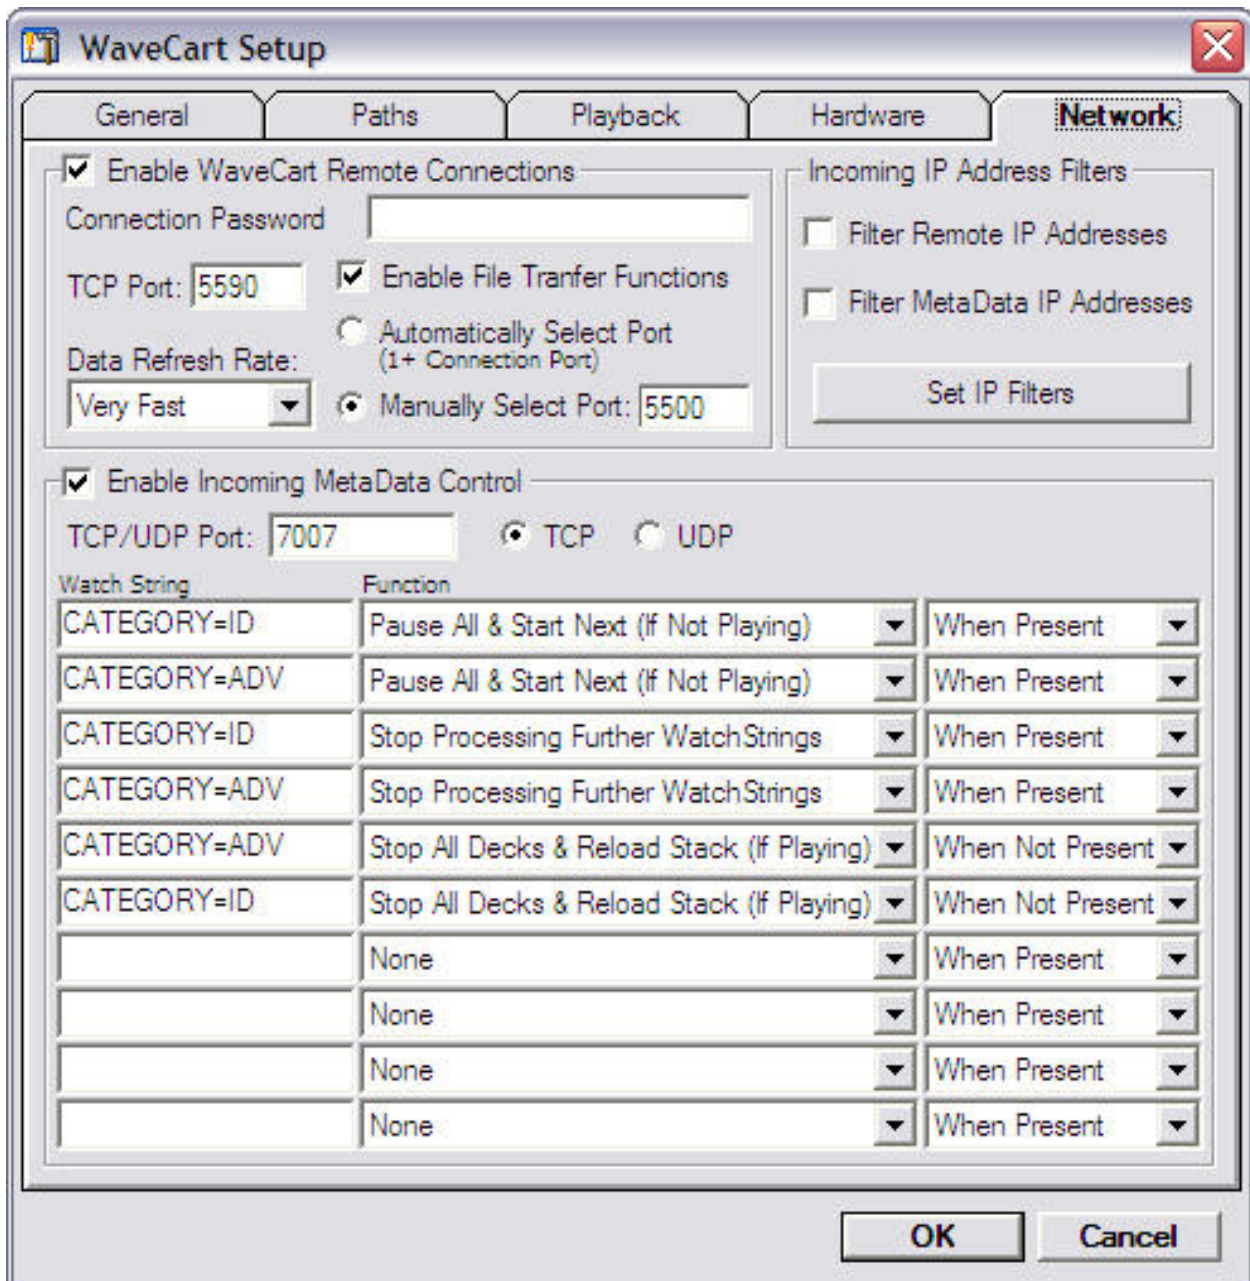 WaveCart Setup
General Paths Playback Hardware Network
Enable WaveCart Remote Connections
Connection Password
TCP Port: 5590
Enable File Tranfer Functions
Automatically Select Port
(1+ Connection Port)
Data Refresh Rate:
Very Fast
Manually Select Port: 5500
Incoming IP Address Filters
Filter Remote IP Addresses
Filter MetaData IP Addresses
Set IP Filters
Enable Incoming MetaData Control
TCP/UDP Port: 7007 TCP UDP
Watch String Function
CATEGORY=ID Pause All & Start Next (If Not Playing) When Present
CATEGORY=ADV Pause All & Start Next (If Not Playing) When Present
CATEGORY=ID Stop Processing Further WatchStrings When Present
CATEGORY=ADV Stop Processing Further WatchStrings When Present
CATEGORY=ADV Stop All Decks & Reload Stack (If Playing) When Not Present
CATEGORY=ID Stop All Decks & Reload Stack (If Playing) When Not Present
None When Present
None When Present
None When Present
None When Present
OK Cancel